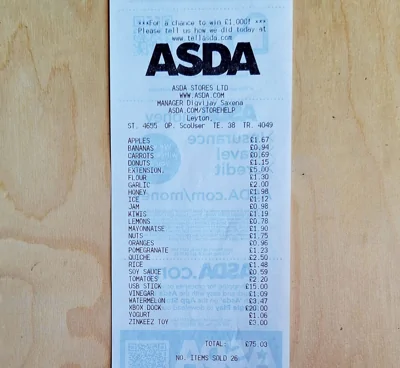 ***For a chance to win £1,000! ***
Please tell us how we did today at
www.tellasda.com
ASDA
ASDA STORES LTD
WWW.ASDA.COM
MANAGER Digvijay Saxena
ASDA.COM/STOREHELP
Leyton,
ST. 4695 OP. ScoUser TE. 38 TR. 4049
APPLES £1.67
BANANAS £0.94
CARROTS £0.69
DONUTS £1.15
EXTENSION. £5.00
FLOUR £1.30
GARLIC £2.00
HONEY £1.98
ICE £1.12
JAM £0.98
KIWIS £1.19
LEMONS £0.78
MAYONNAISE £1.90
NUTS £1.75
ORANGES £0.96
POMEGRANATE £1.23
QUICHE £2.50
RICE £1.48
SOY SAUCE £0.59
TOMATOES £2.20
USB STICK £15.00
VINEGAR £1.09
WATERMELON £3.47
XBOX DOCK £20.00
YOGURT £1.06
ZINKEEZ TOY £3.00
TOTAL: £75.03
NO. ITEMS SOLD 26